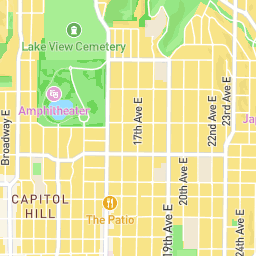 Lake View Cemetery
Amphitheater
Broadway E
17th Ave E
23rd Ave E
22nd Ave E
Ja
20th Ave E
CAPITOL
HILL
The Patio
19th Ave E
24th Ave E